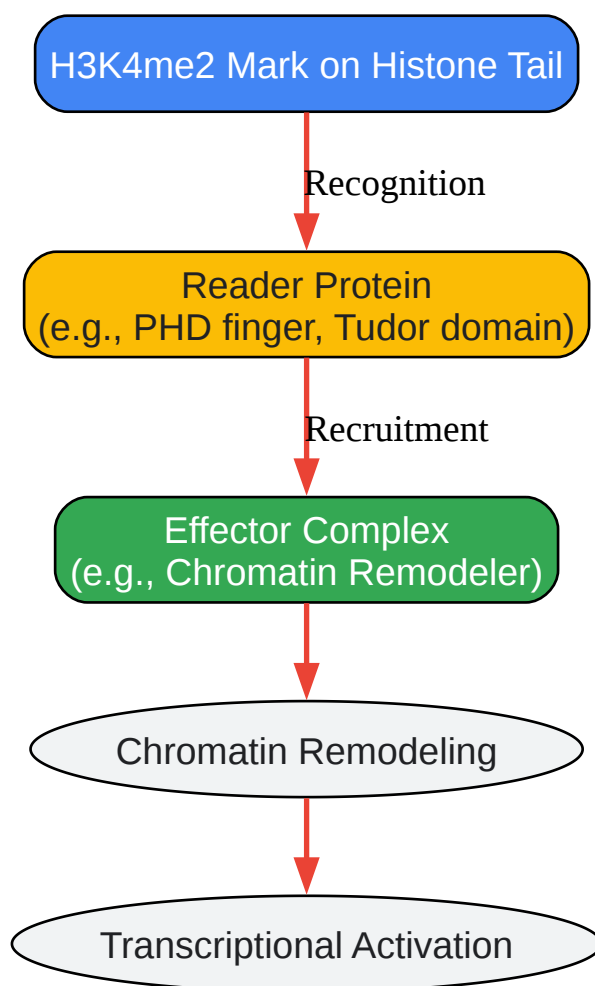 H3K4me2 Mark on Histone Tail
Recognition
Reader Protein
(e.g., PHD finger, Tudor domain)
Recruitment
Effector Complex
(e.g., Chromatin Remodeler)
Chromatin Remodeling
Transcriptional Activation